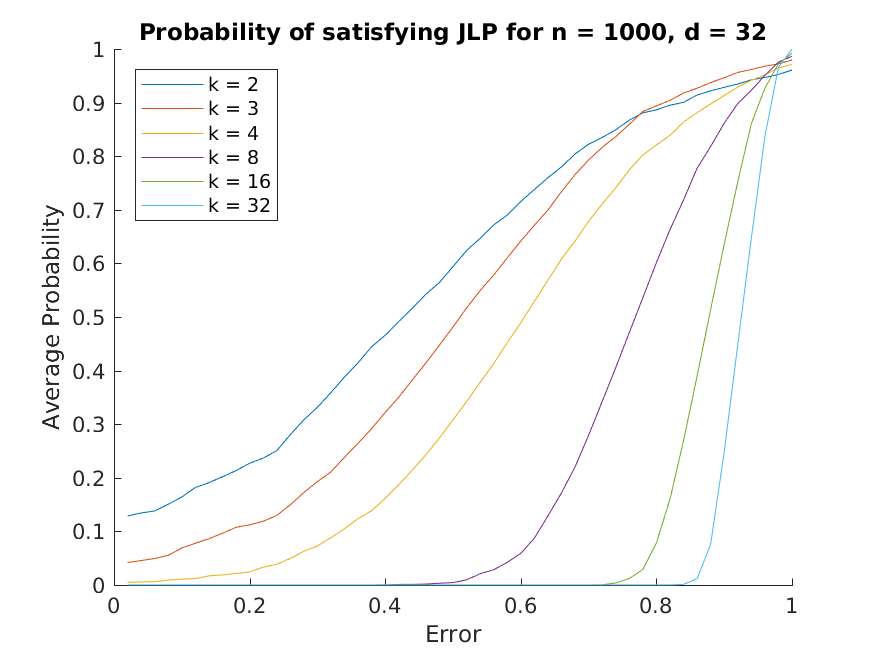 Probability of satisfying JLP for n = 1000, d = 32
1
0.9
0.8
0.7
0.6
0.5
0.4
0.3
0.2
0.1
0
Average Probability
k = 2
k = 3
k = 4
k = 8
k = 16
k = 32
0
0.2
0.4
0.6
0.8
1
Error